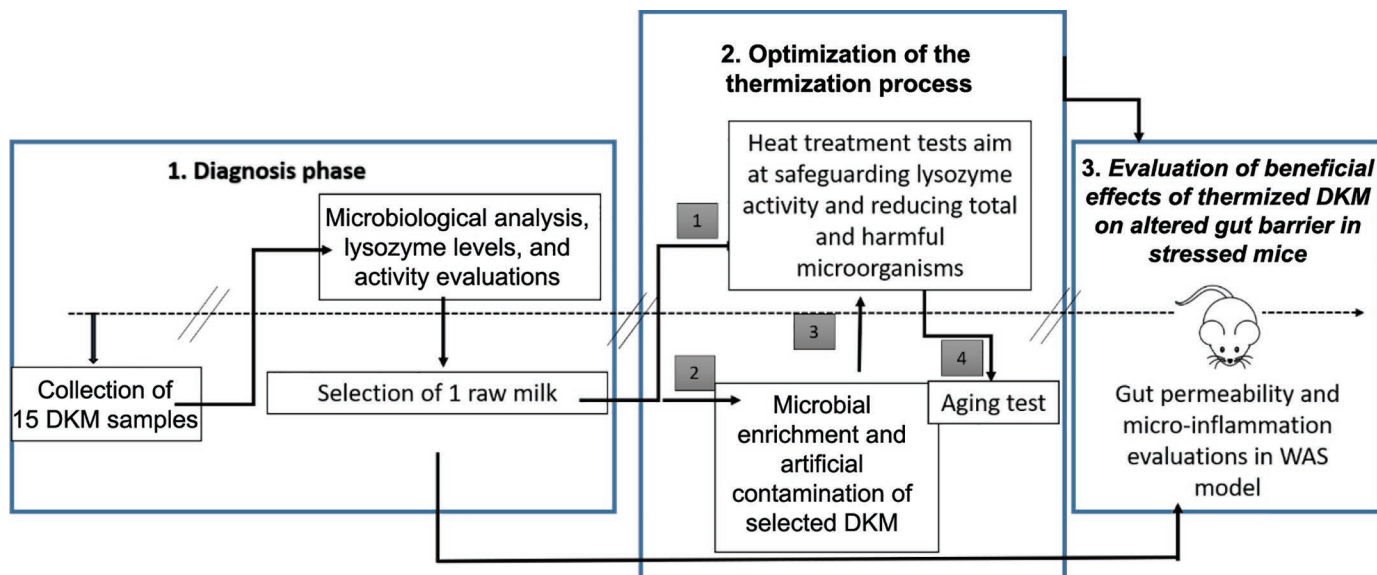 1. Diagnosis phase
Microbiological analysis,
lysozyme levels, and
activity evaluations
Collection of
15 DKM samples
Selection of 1 raw milk
2. Optimization of the
thermization process
1
Heat treatment tests aim
at safeguarding lysozyme
activity and reducing total
and harmful
microorganisms
2
3
4
Microbial
enrichment and
artificial
contamination of
selected DKM
Aging test
3. Evaluation of beneficial
effects of thermized DKM
on altered gut barrier in
stressed mice
Gut permeability and
micro-inflammation
evaluations in WAS
model